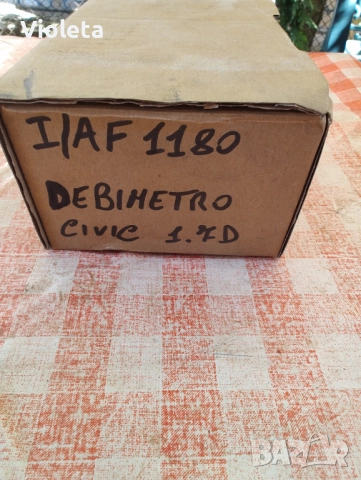 Violeta
I/AF 1180
DEBIMETRO
CIVIC 1.7D
BAZAR